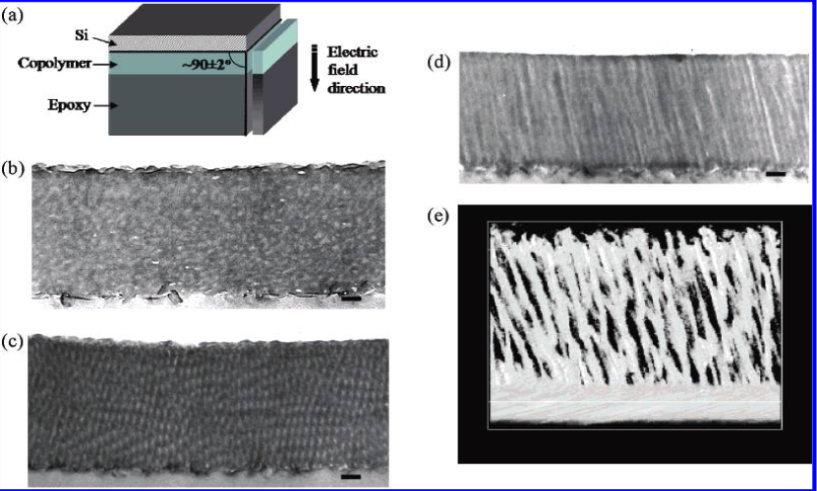 (a)
Si
Copolymer
~90±2°
Epoxy
Electric
field
direction
(b)
(c)
(d)
(e)